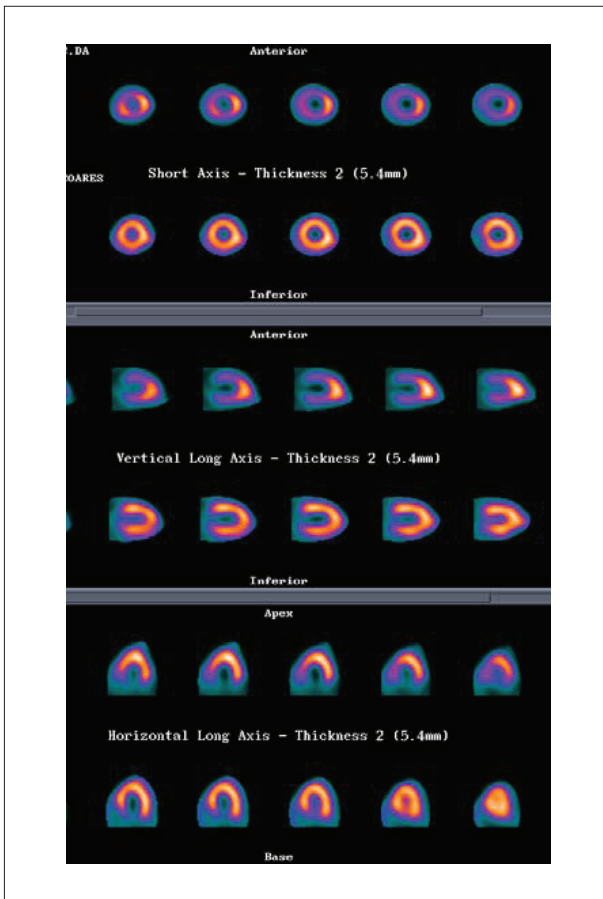 C.DA
Anterior
Short Axis - Thickness 2 (5.4mm)
OARES
Inferior
Anterior
Vertical Long Axis - Thickness 2 (5.4mm)
Inferior
Apex
Horizontal Long Axis - Thickness 2 (5.4mm)
Base